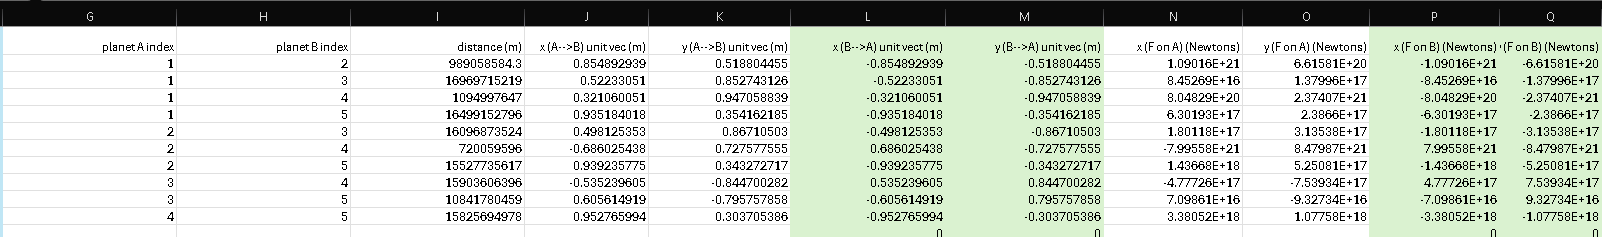 G H I J K L M N O P Q
planet A index planet B index distance (m) x (A-->B) unit vec (m) y (A-->B) unit vec (m) x (B-->A) unit vect (m) y (B-->A) unit vec (m) x (F on A) (Newtons) y (F on A) (Newtons) x (F on B) (Newtons) (F on B) (Newtons)
1 2 989058584.3 0.854892939 0.518804455 -0.854892939 -0.518804455 1.09016E+21 6.61581E+20 -1.09016E+21 -6.61581E+20
1 3 16969715219 0.52233051 0.852743126 -0.52233051 -0.852743126 8.45269E+16 1.37996E+17 -8.45269E+16 -1.37996E+17
1 4 1094997647 0.321060051 0.947058839 -0.321060051 -0.947058839 8.04829E+20 2.37407E+21 -8.04829E+20 -2.37407E+21
1 5 16499152796 0.935184018 0.354162185 -0.935184018 -0.354162185 6.30193E+17 2.3866E+17 -6.30193E+17 -2.3866E+17
2 3 16096873524 0.498125353 0.86710503 -0.498125353 -0.86710503 1.80118E+17 3.13538E+17 -1.80118E+17 -3.13538E+17
2 4 720059596 -0.686025438 0.727577555 0.686025438 -0.727577555 -7.99558E+21 8.47987E+21 7.99558E+21 -8.47987E+21
2 5 15527735617 0.939235775 0.343272717 -0.939235775 -0.343272717 1.43668E+18 5.25081E+17 -1.43668E+18 -5.25081E+17
3 4 15903606396 -0.535239605 -0.844700282 0.535239605 0.844700282 -4.77726E+17 -7.53934E+17 4.77726E+17 7.53934E+17
3 5 10841780459 0.605614919 -0.795757858 -0.605614919 0.795757858 7.09861E+16 -9.32734E+16 -7.09861E+16 9.32734E+16
4 5 15825694978 0.952765994 0.303705386 -0.952765994 -0.303705386 3.38052E+18 1.07758E+18 -3.38052E+18 -1.07758E+18
0 0 0 0